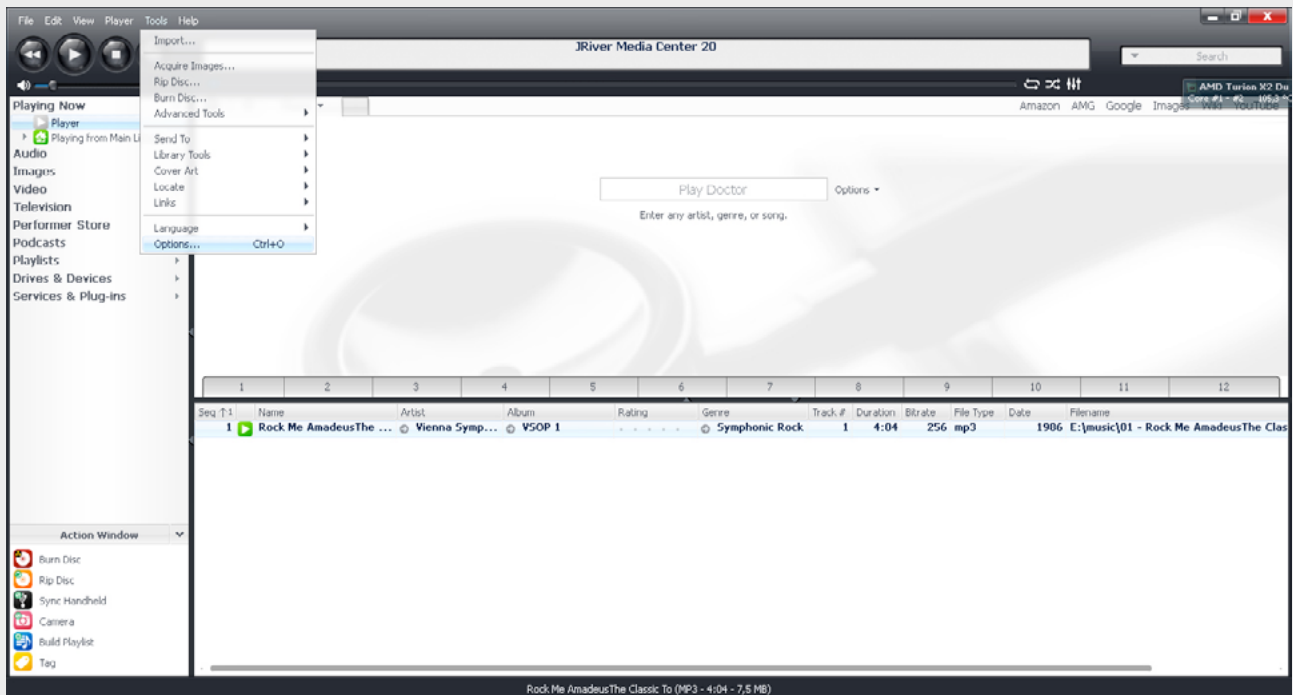 File Edit View Player Tools Help
JRiver Media Center 20
Search
AMD Turion X2 Du
Core #1 - #2
Import...
Acquire Images...
Rip Disc...
Burn Disc...
Advanced Tools
Send To
Library Tools
Cover Art
Locate
Links
Language
Options... Ctrl+O
Playing Now
Player
Playing from Main Li
Audio
Images
Video
Television
Performer Store
Podcasts
Playlists
Drives & Devices
Services & Plug-ins
Amazon AMG Google Images Wiki YouTube
Play Doctor
Options
Enter any artist, genre, or song.
1 2 3 4 5 6 7 8 9 10 11 12
Seq Name Artist Album Rating Genre Track # Duration Bitrate File Type Date Filename
1 Rock Me AmadeusThe ... Vienna Symp... VSOP 1 Symphonic Rock 1 4:04 256 mp3 1986 E:\music\01 - Rock Me AmadeusThe Clas
Action Window
Burn Disc
Rip Disc
Sync Handheld
Camera
Build Playlist
Tag
Rock Me AmadeusThe Classic To (MP3 - 4:04 - 7,5 MB)